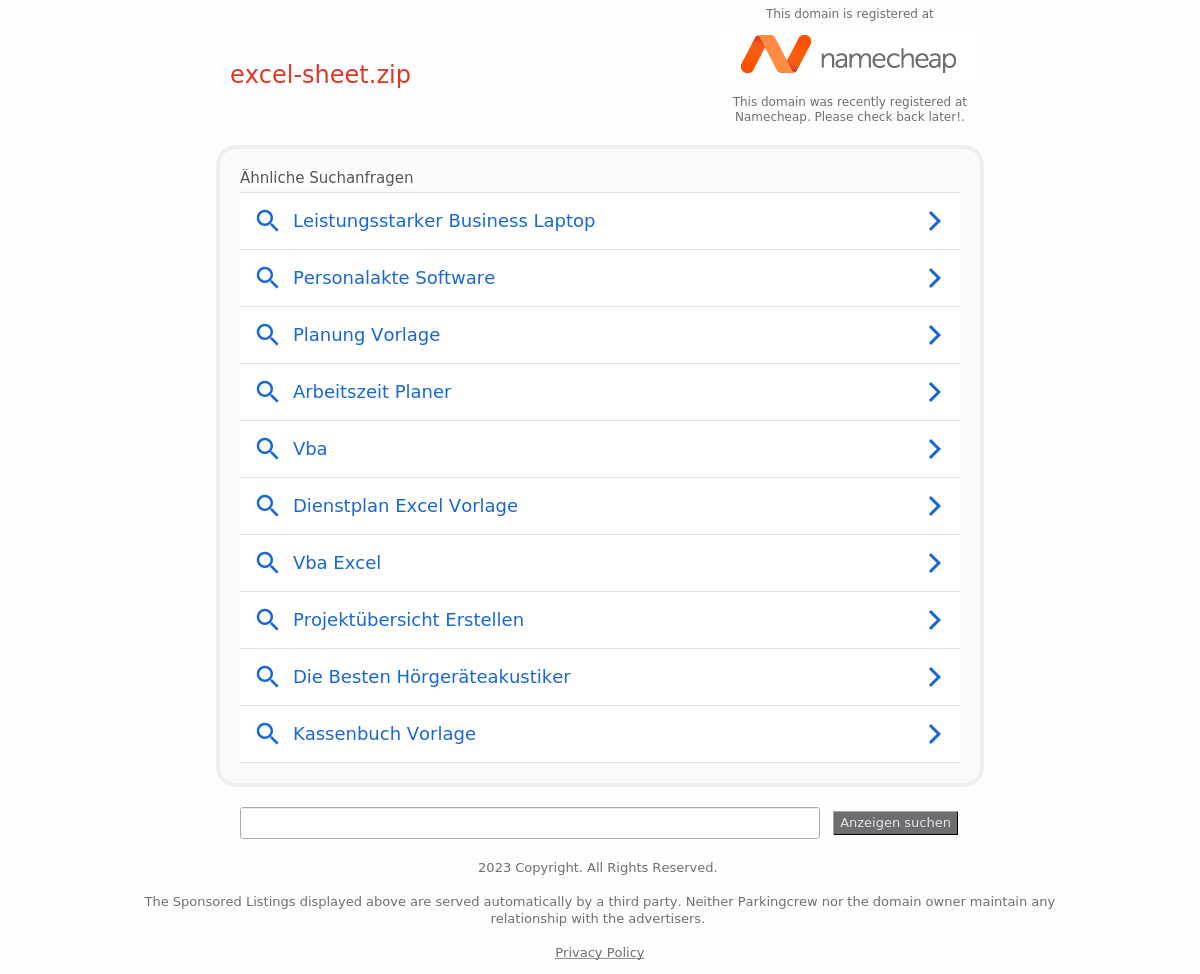 This domain is registered at
namecheap
excel-sheet.zip
This domain was recently registered at
Namecheap. Please check back later!.
Ähnliche Suchanfragen
Leistungsstarker Business Laptop
Personalakte Software
Planung Vorlage
Arbeitszeit Planer
Vba
Dienstplan Excel Vorlage
Vba Excel
Projektübersicht Erstellen
Die Besten Hörgeräteakustiker
Kassenbuch Vorlage
Anzeigen suchen
2023 Copyright. All Rights Reserved.
The Sponsored Listings displayed above are served automatically by a third party. Neither Parkingcrew nor the domain owner maintain any
relationship with the advertisers.
Privacy Policy